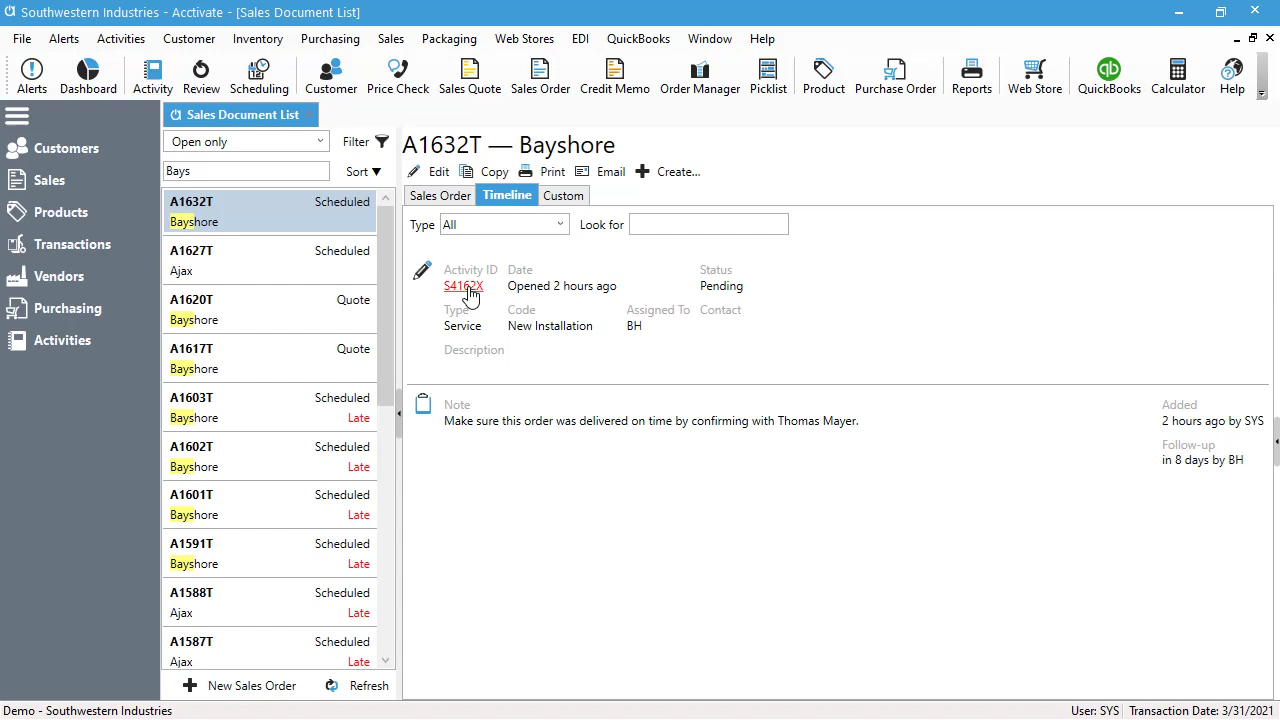 Southwestern Industries - Acctivate - [Sales Document List]
File Alerts Activities Customer Inventory Purchasing Sales Packaging Web Stores EDI QuickBooks Window Help
Alerts Dashboard Activity Review Scheduling Customer Price Check Sales Quote Sales Order Credit Memo Order Manager Picklist Product Purchase Order Reports Web Store QuickBooks Calculator Help
Customers
Sales
Products
Transactions
Vendors
Purchasing
Activities
Sales Document List
Open only Filter
Bays Sort
A1632T Scheduled
Bayshore
A1627T Scheduled
Ajax
A1620T Quote
Bayshore
A1617T Quote
Bayshore
A1603T Scheduled
Bayshore Late
A1602T Scheduled
Bayshore Late
A1601T Scheduled
Bayshore Late
A1591T Scheduled
Bayshore Late
A1588T Scheduled
Ajax Late
A1587T Scheduled
Ajax Late
New Sales Order Refresh
A1632T — Bayshore
Edit Copy Print Email Create...
Sales Order Timeline Custom
Type All Look for
Activity ID Date Status
S4162X Opened 2 hours ago Pending
Type Code Assigned To Contact
Service New Installation BH
Description
Note Added
Make sure this order was delivered on time by confirming with Thomas Mayer. 2 hours ago by SYS
Follow-up
in 8 days by BH
Demo - Southwestern Industries User: SYS Transaction Date: 3/31/2021